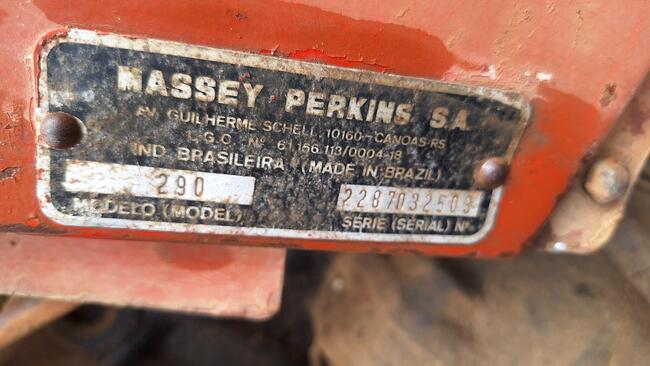 MASSEY PERKINS S.A.
AV. GUILHERME SCHELL, 10160-CANOAS-RS
C.G.C. Nº 61.156.113/0004-18
IND. BRASILEIRA (MADE IN BRAZIL)
290 2287032509
MODELO (MODEL) SÉRIE (SERIAL) Nº